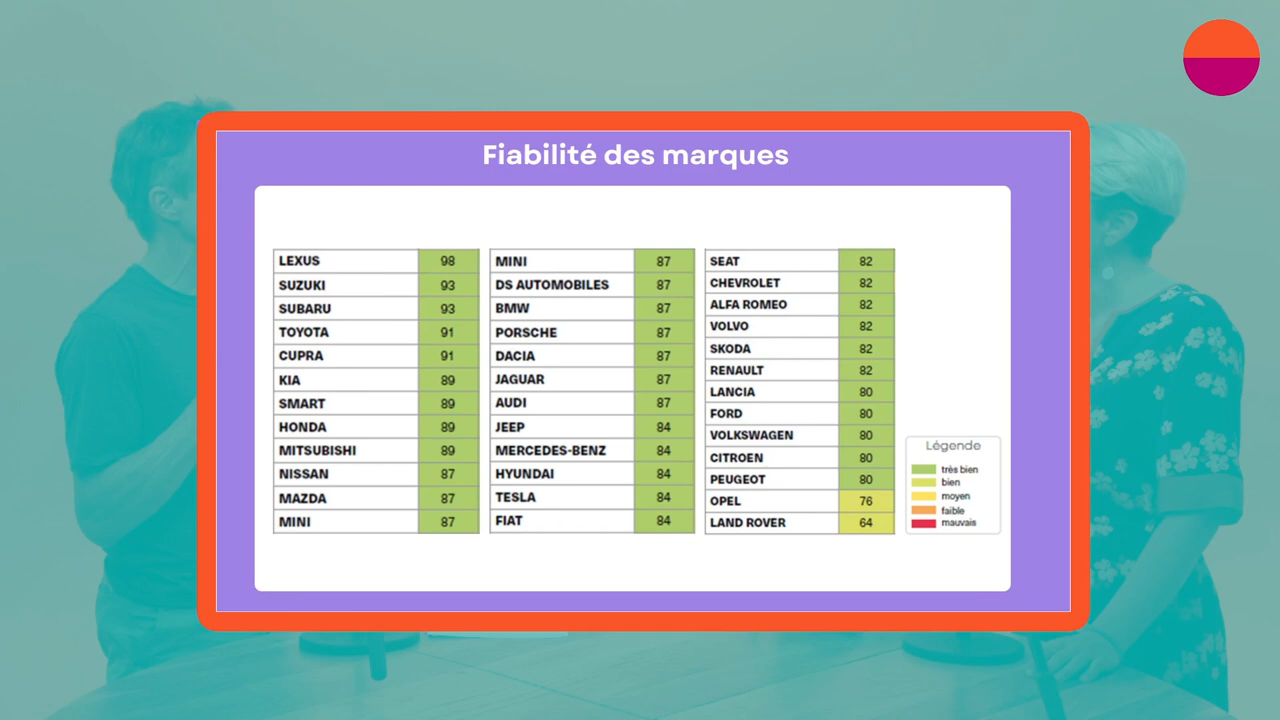 Fiabilité des marques
LEXUS 98
SUZUKI 93
SUBARU 93
TOYOTA 91
CUPRA 91
KIA 89
SMART 89
HONDA 89
MITSUBISHI 89
NISSAN 87
MAZDA 87
MINI 87
MINI 87
DS AUTOMOBILES 87
BMW 87
PORSCHE 87
DACIA 87
JAGUAR 87
AUDI 87
JEEP 84
MERCEDES-BENZ 84
HYUNDAI 84
TESLA 84
FIAT 84
SEAT 82
CHEVROLET 82
ALFA ROMEO 82
VOLVO 82
SKODA 82
RENAULT 82
LANCIA 80
FORD 80
VOLKSWAGEN 80
CITROEN 80
PEUGEOT 80
OPEL 76
LAND ROVER 64
Légende
très bien
bien
moyen
faible
mauvais